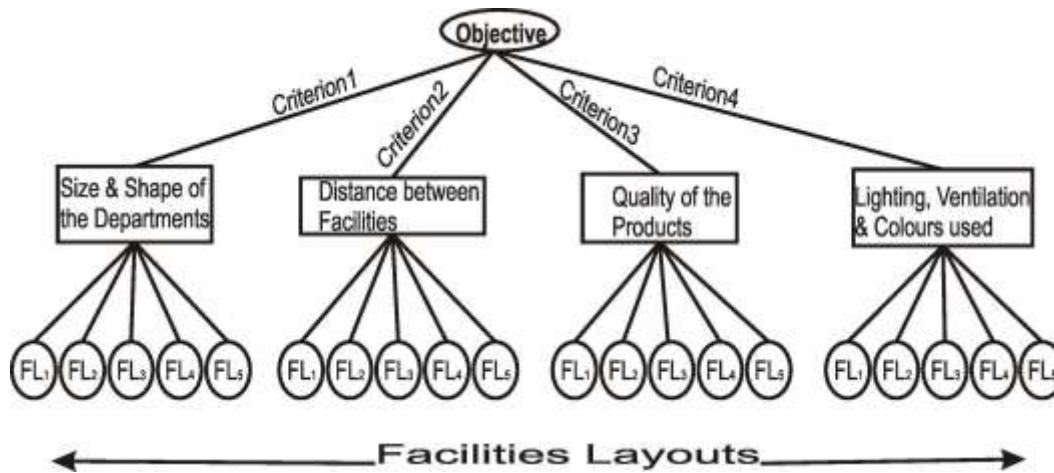 Objective
Criterion1
Criterion2
Criterion3
Criterion4
Size & Shape of
the Departments
Distance between
Facilities
Quality of the
Products
Lighting, Ventilation
& Colours used
FL₁ FL₂ FL₃ FL₄ FL₅
FL₁ FL₂ FL₃ FL₄ FL₅
FL₁ FL₂ FL₃ FL₄ FL₅
FL₁ FL₂ FL₃ FL₄ FL₅
Facilities Layouts